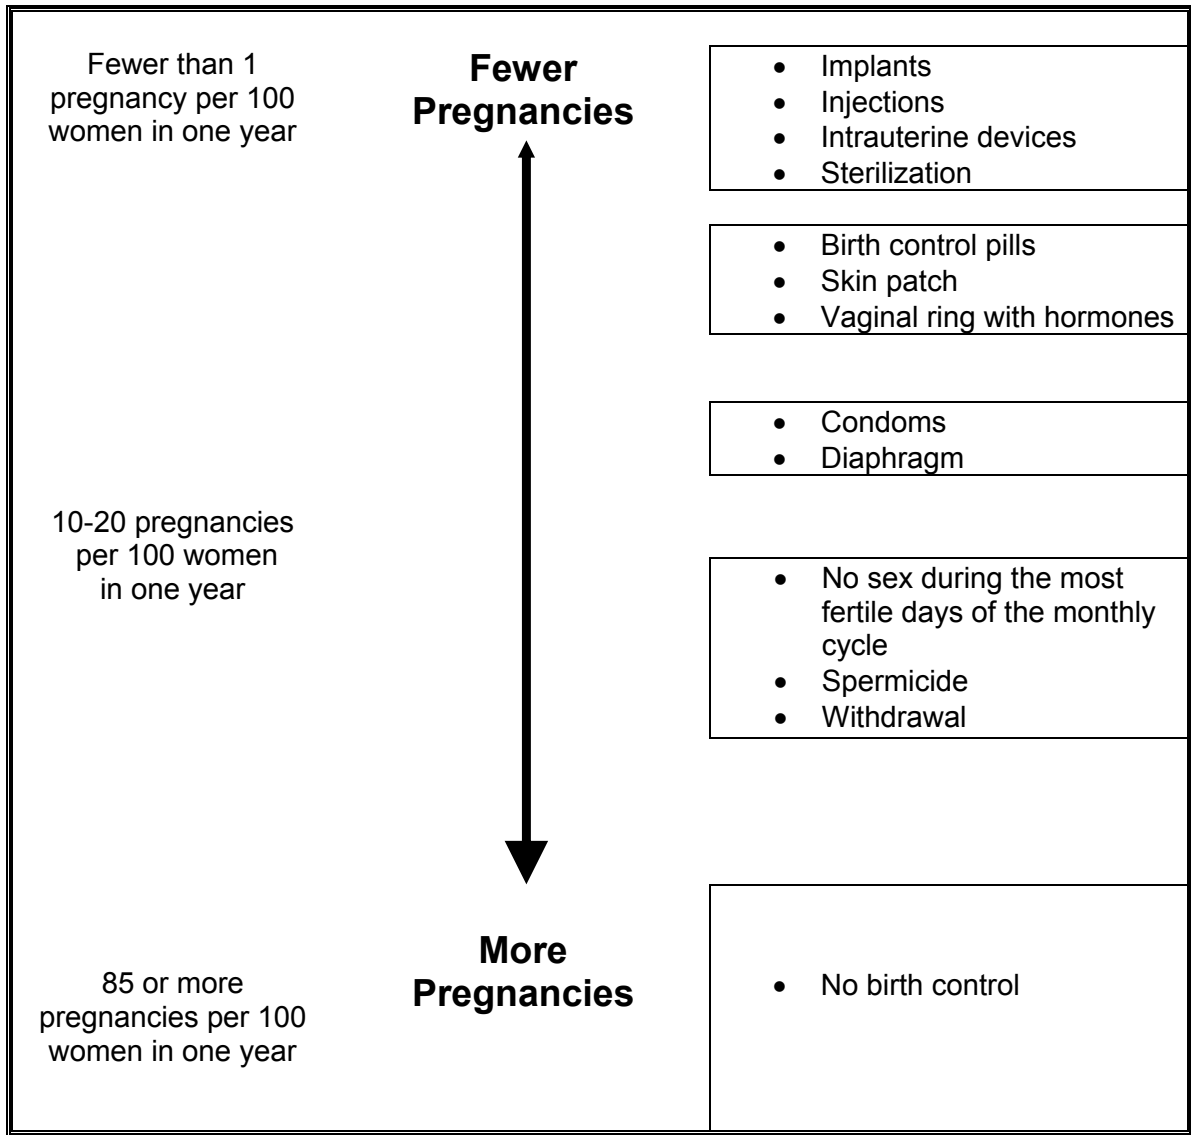 Fewer than 1
pregnancy per 100
women in one year
Fewer
Pregnancies
• Implants
• Injections
• Intrauterine devices
• Sterilization
• Birth control pills
• Skin patch
• Vaginal ring with hormones
• Condoms
• Diaphragm
10-20 pregnancies
per 100 women
in one year
• No sex during the most
fertile days of the monthly
cycle
• Spermicide
• Withdrawal
More
Pregnancies
85 or more
pregnancies per 100
women in one year
• No birth control